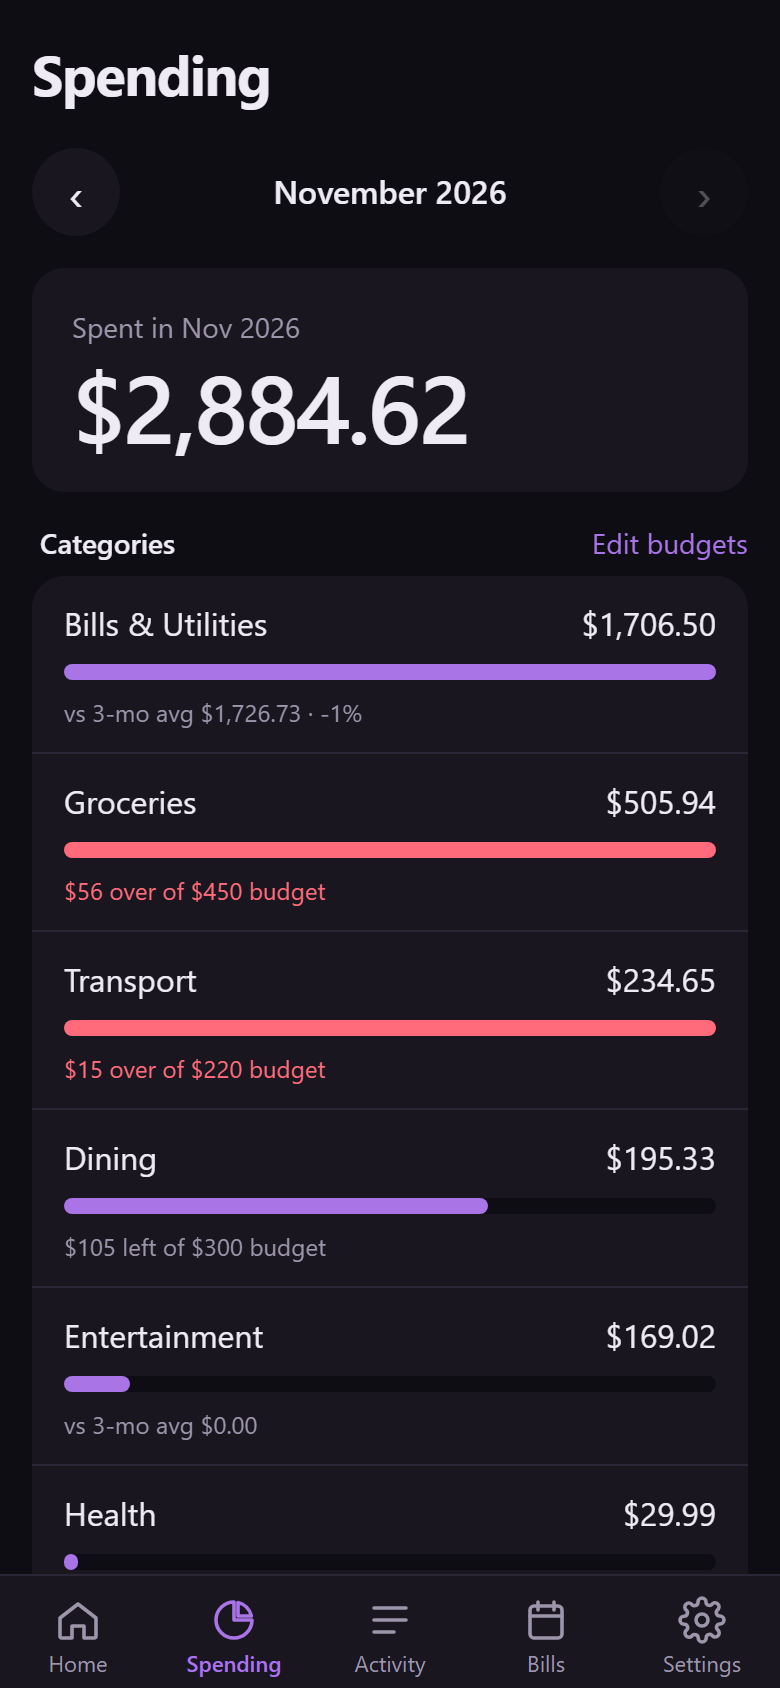 Spending
‹ November 2026 ›
Spent in Nov 2026
$2,884.62
Categories Edit budgets
Bills & Utilities $1,706.50
vs 3-mo avg $1,726.73 · -1%
Groceries $505.94
$56 over of $450 budget
Transport $234.65
$15 over of $220 budget
Dining $195.33
$105 left of $300 budget
Entertainment $169.02
vs 3-mo avg $0.00
Health $29.99
Home Spending Activity Bills Settings